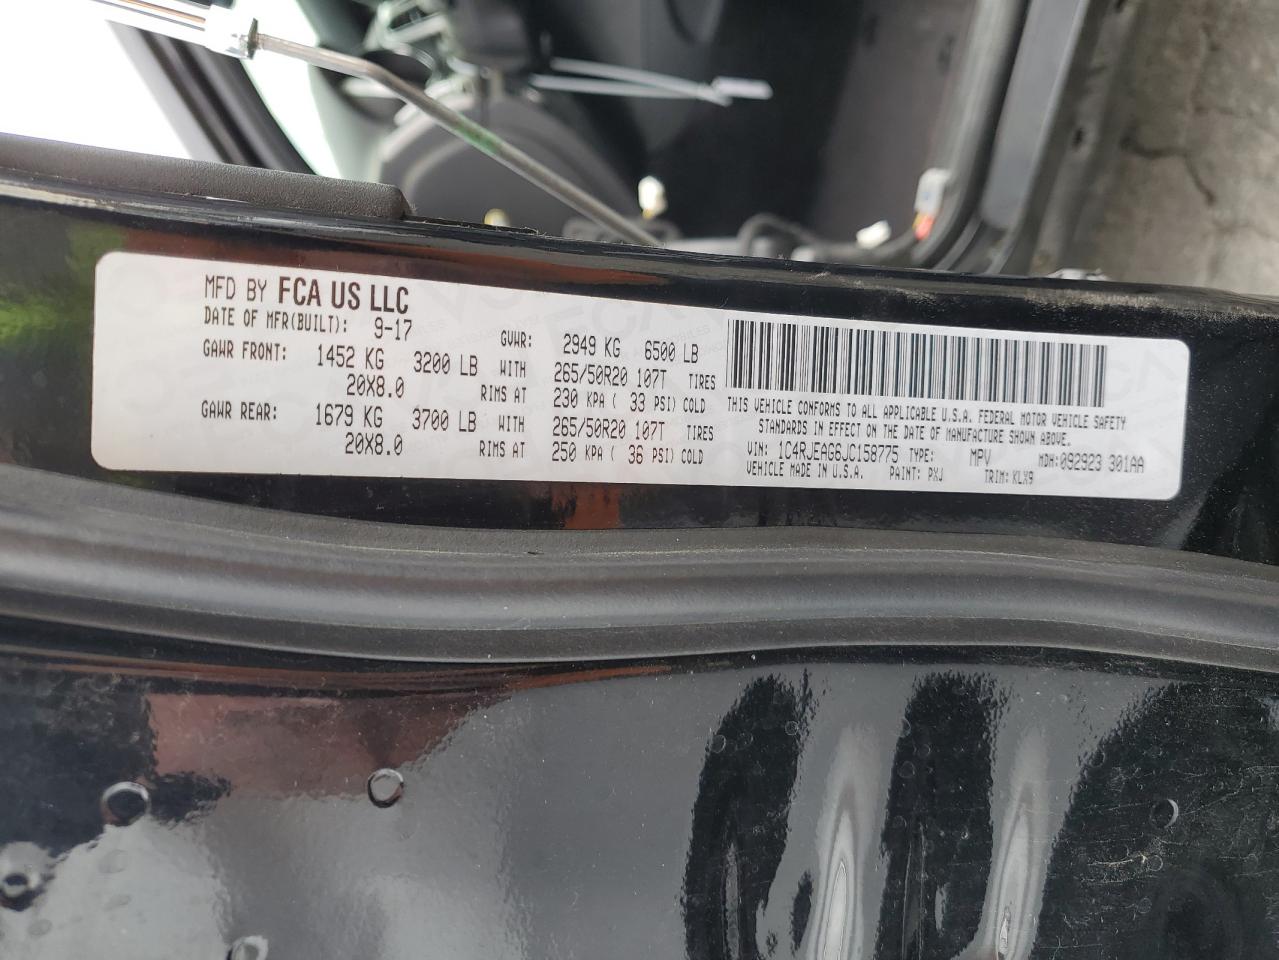 MFD BY FCA US LLC
DATE OF MFR(BUILT): 9-17 GVWR: 2949 KG 6500 LB
GAWR FRONT: 1452 KG 3200 LB WITH 265/50R20 107T TIRES
20X8.0 RIMS AT 230 KPA ( 33 PSI) COLD
GAWR REAR: 1679 KG 3700 LB WITH 265/50R20 107T TIRES
20X8.0 RIMS AT 250 KPA ( 36 PSI) COLD
THIS VEHICLE CONFORMS TO ALL APPLICABLE U.S.A. FEDERAL MOTOR VEHICLE SAFETY
STANDARDS IN EFFECT ON THE DATE OF MANUFACTURE SHOWN ABOVE.
VIN: 1C4RJEAG6JC158775 TYPE: MPV MDH:092923 301AA
VEHICLE MADE IN U.S.A. PAINT: PXJ TRIM: KLX9